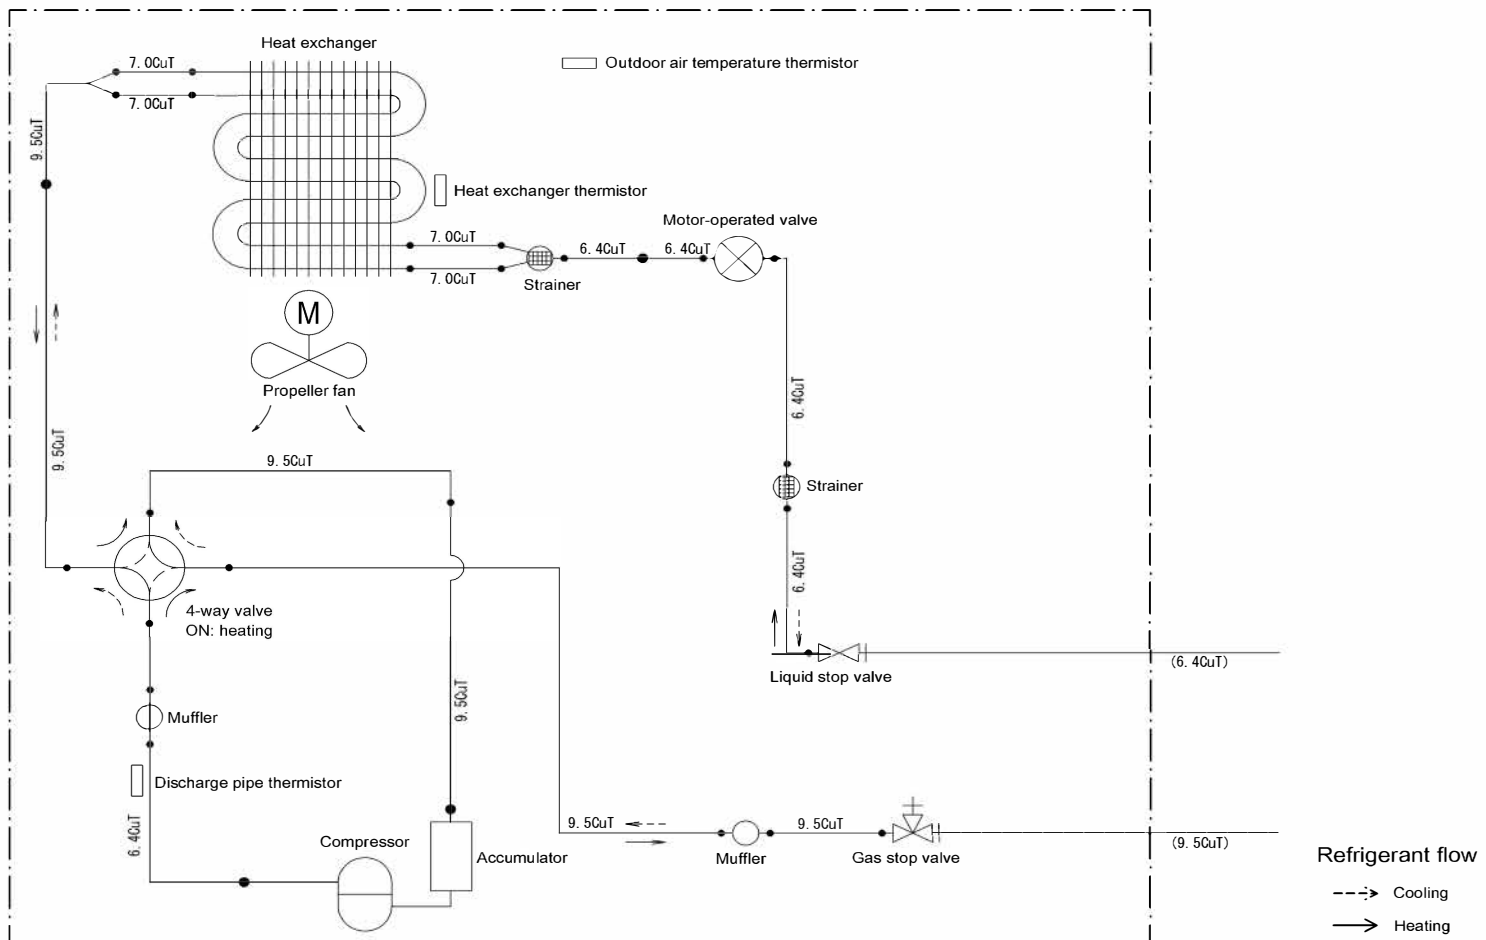 Heat exchanger
Outdoor air temperature thermistor
7.0CuT
7.0CuT
9.5CuT
Heat exchanger thermistor
Motor-operated valve
7.0CuT
6.4CuT
6.4CuT
7.0CuT
Strainer
M
Propeller fan
6.4CuT
9.5CuT
9.5CuT
Strainer
6.4CuT
4-way valve
ON: heating
(6.4CuT)
Liquid stop valve
9.5CuT
Muffler
Discharge pipe thermistor
6.4CuT
Compressor
Accumulator
9.5CuT
9.5CuT
Muffler
Gas stop valve
(9.5CuT)
Refrigerant flow
Cooling
Heating